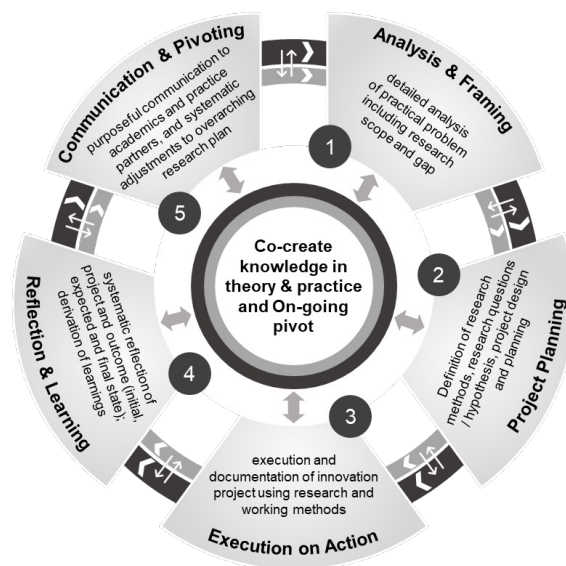 Analysis & Framing
detailed analysis
of practical problem
including research
scope and gap
1
Project Planning
Definition of research
methods, research questions
/ hypothesis, project design
and planning
2
Execution on Action
execution and
documentation of innovation
project using research and
working methods
3
Reflection & Learning
systematic reflection of
project and outcome (initial,
expected and final state);
derivation of learnings
4
Communication & Pivoting
purposeful communication to
academics and practice
partners, and systematic
adjustments to overarching
research plan
5
Co-create
knowledge in
theory & practice
and On-going
pivot